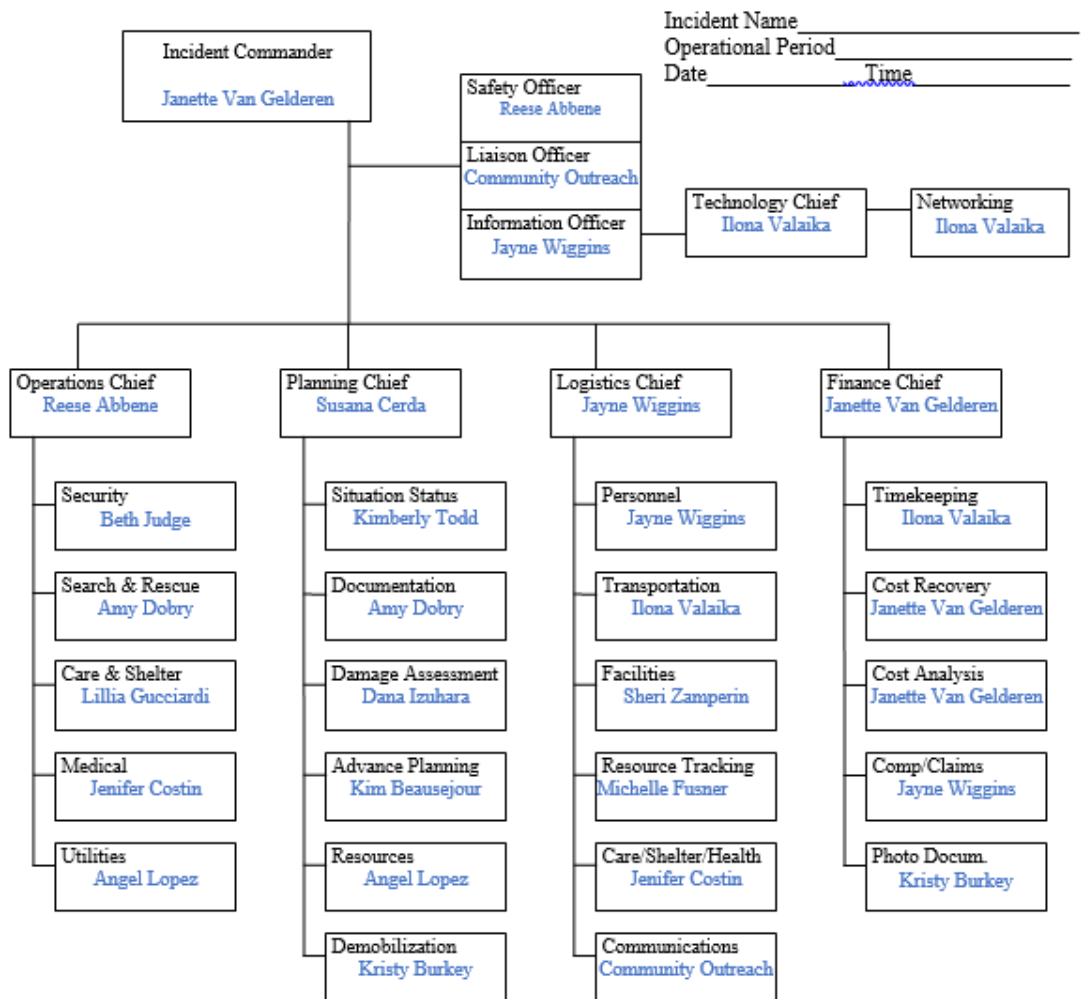 Incident Name
Operational Period
Date Time
Incident Commander
Janette Van Gelderen
Safety Officer
Reese Abbene
Liaison Officer
Community Outreach
Information Officer
Jayne Wiggins
Technology Chief
Ilona Valaika
Networking
Ilona Valaika
Operations Chief
Reese Abbene
Security
Beth Judge
Search & Rescue
Amy Dobry
Care & Shelter
Lillia Gucciardi
Medical
Jenifer Costin
Utilities
Angel Lopez
Planning Chief
Susana Cerda
Situation Status
Kimberly Todd
Documentation
Amy Dobry
Damage Assessment
Dana Izuhara
Advance Planning
Kim Beausejour
Resources
Angel Lopez
Demobilization
Kristy Burkey
Logistics Chief
Jayne Wiggins
Personnel
Jayne Wiggins
Transportation
Ilona Valaika
Facilities
Sheri Zamperin
Resource Tracking
Michelle Fusner
Care/Shelter/Health
Jenifer Costin
Communications
Community Outreach
Finance Chief
Janette Van Gelderen
Timekeeping
Ilona Valaika
Cost Recovery
Janette Van Gelderen
Cost Analysis
Janette Van Gelderen
Comp/Claims
Jayne Wiggins
Photo Docum.
Kristy Burkey